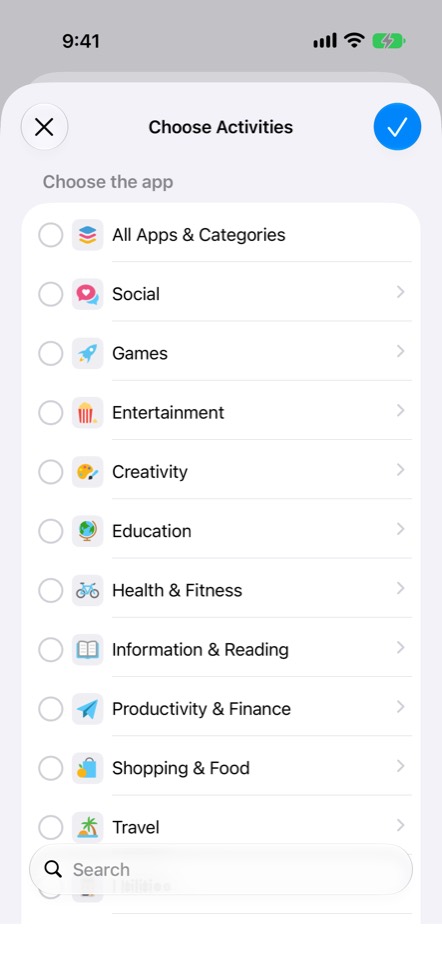 9:41
Choose Activities
Choose the app
All Apps & Categories
Social
Games
Entertainment
Creativity
Education
Health & Fitness
Information & Reading
Productivity & Finance
Shopping & Food
Travel
Search